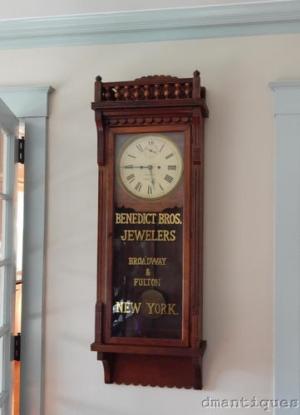 BENEDICT BROS.
JEWELERS
BROADWAY
&
FULTON
NEW YORK.
dmantiques